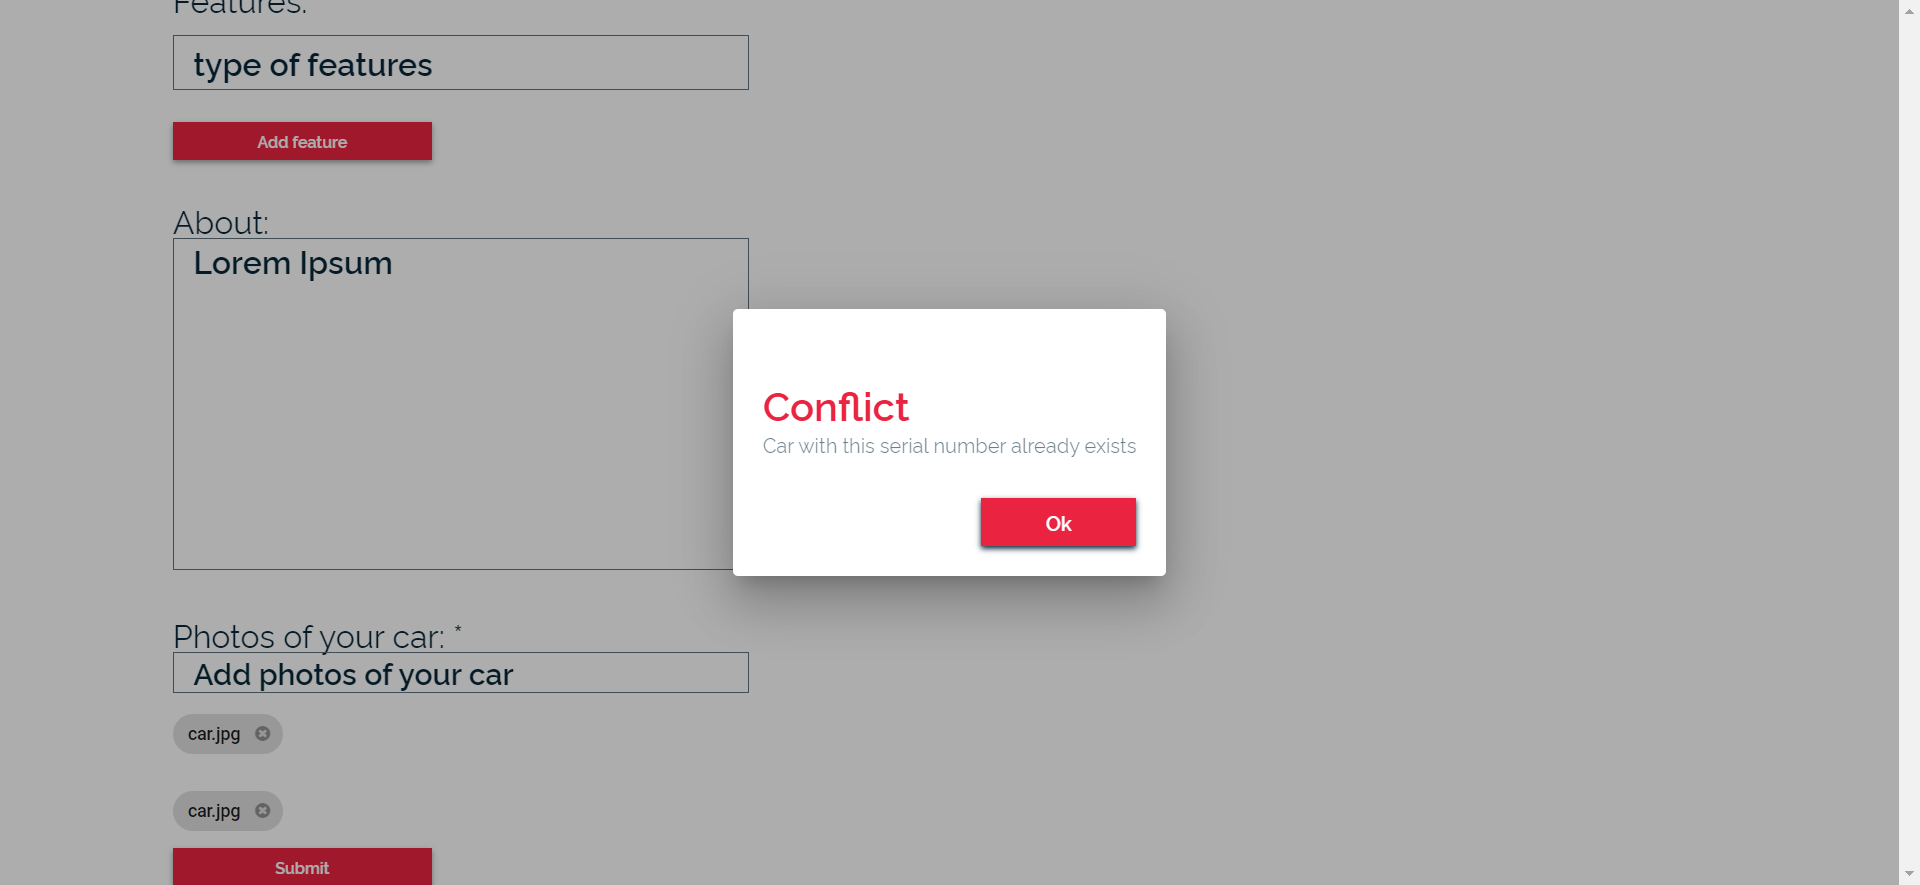 Features:
type of features
Add feature
About:
Lorem Ipsum
Conflict
Car with this serial number already exists
Ok
Photos of your car: *
Add photos of your car
car.jpg
car.jpg
Submit